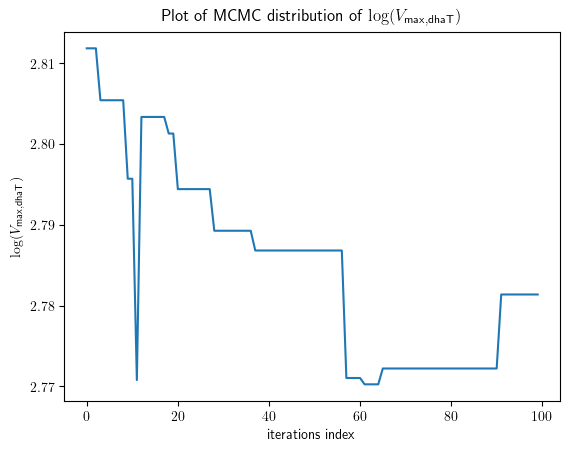 Plot of MCMC distribution of log(V_max,dhaT)
2.81
2.80
2.79
2.78
2.77
log(V_max,dhaT)
0 20 40 60 80 100
iterations index